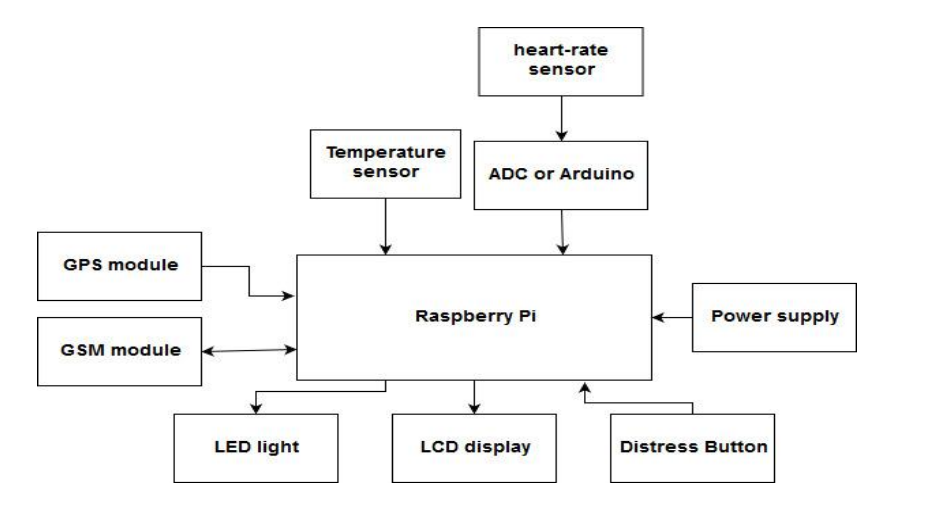 heart-rate
sensor
Temperature
sensor
ADC or Arduino
GPS module
Raspberry Pi
Power supply
GSM module
LED light
LCD display
Distress Button